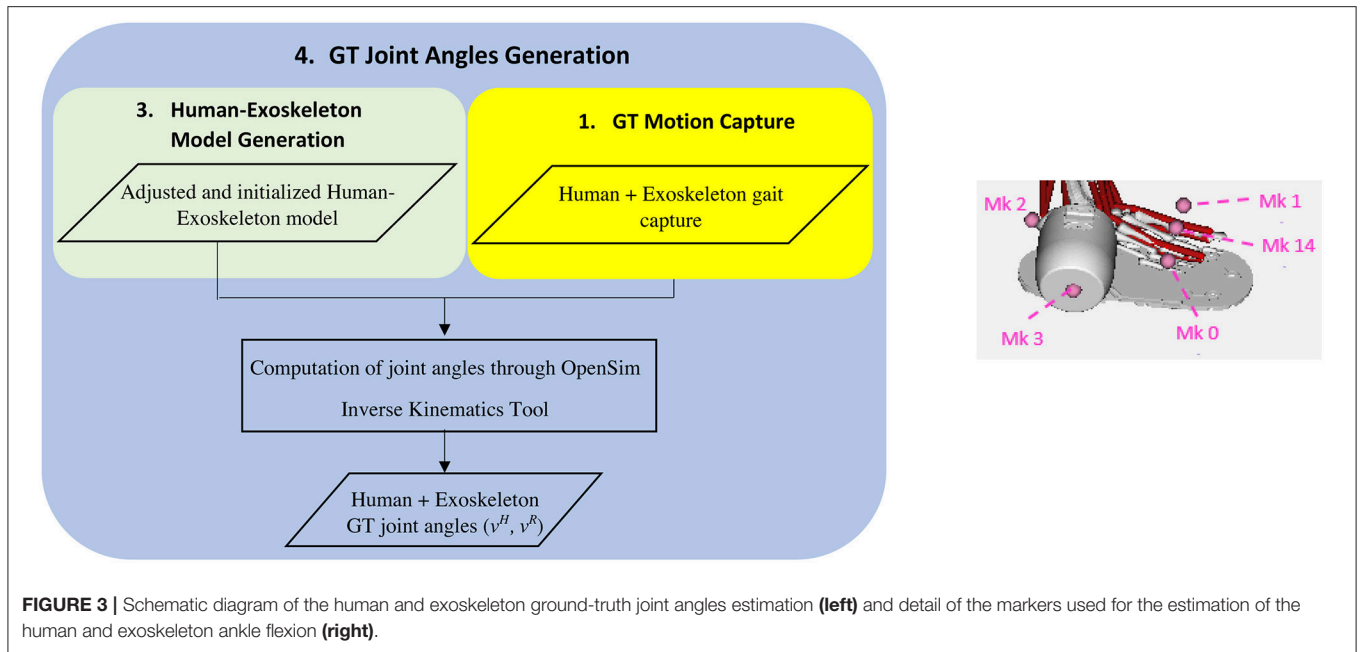 4. GT Joint Angles Generation
3. Human-Exoskeleton
Model Generation
Adjusted and initialized Human-
Exoskeleton model
1. GT Motion Capture
Human + Exoskeleton gait
capture
Computation of joint angles through OpenSim
Inverse Kinematics Tool
Human + Exoskeleton
GT joint angles (v^H, v^R)
Mk 2
Mk 1
Mk 14
Mk 0
Mk 3
FIGURE 3 | Schematic diagram of the human and exoskeleton ground-truth joint angles estimation (left) and detail of the markers used for the estimation of the
human and exoskeleton ankle flexion (right).